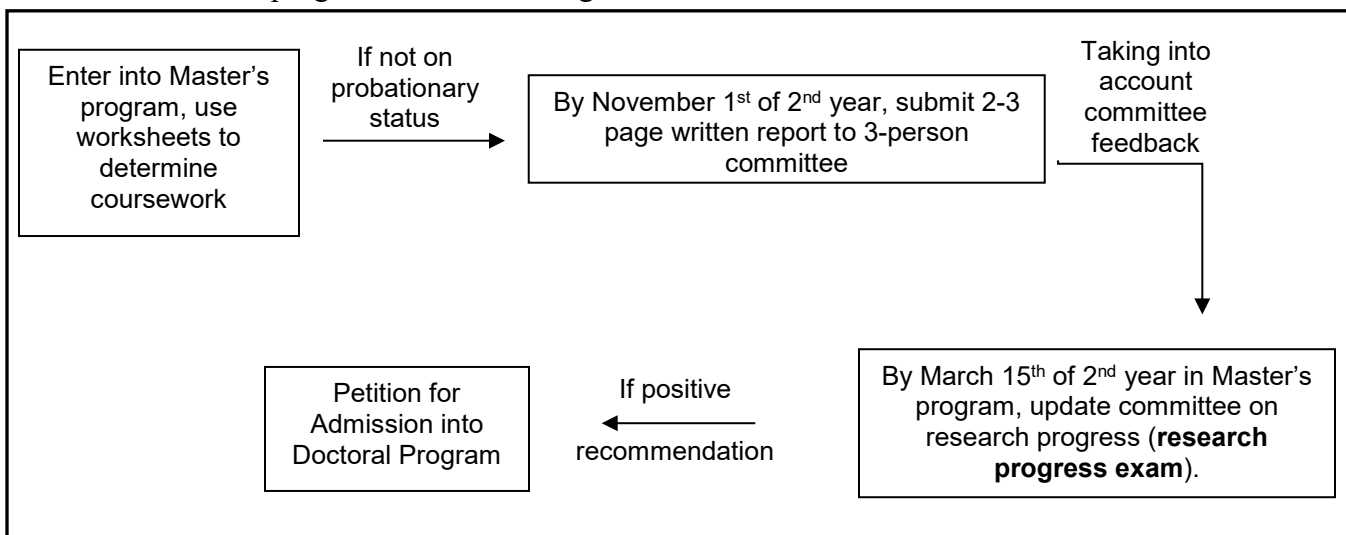 Enter into Master’s
program, use
worksheets to
determine
coursework
If not on
probationary
status
By November 1st of 2nd year, submit 2-3
page written report to 3-person
committee
Taking into
account
committee
feedback
By March 15th of 2nd year in Master’s
program, update committee on
research progress (research
progress exam).
If positive
recommendation
Petition for
Admission into
Doctoral Program